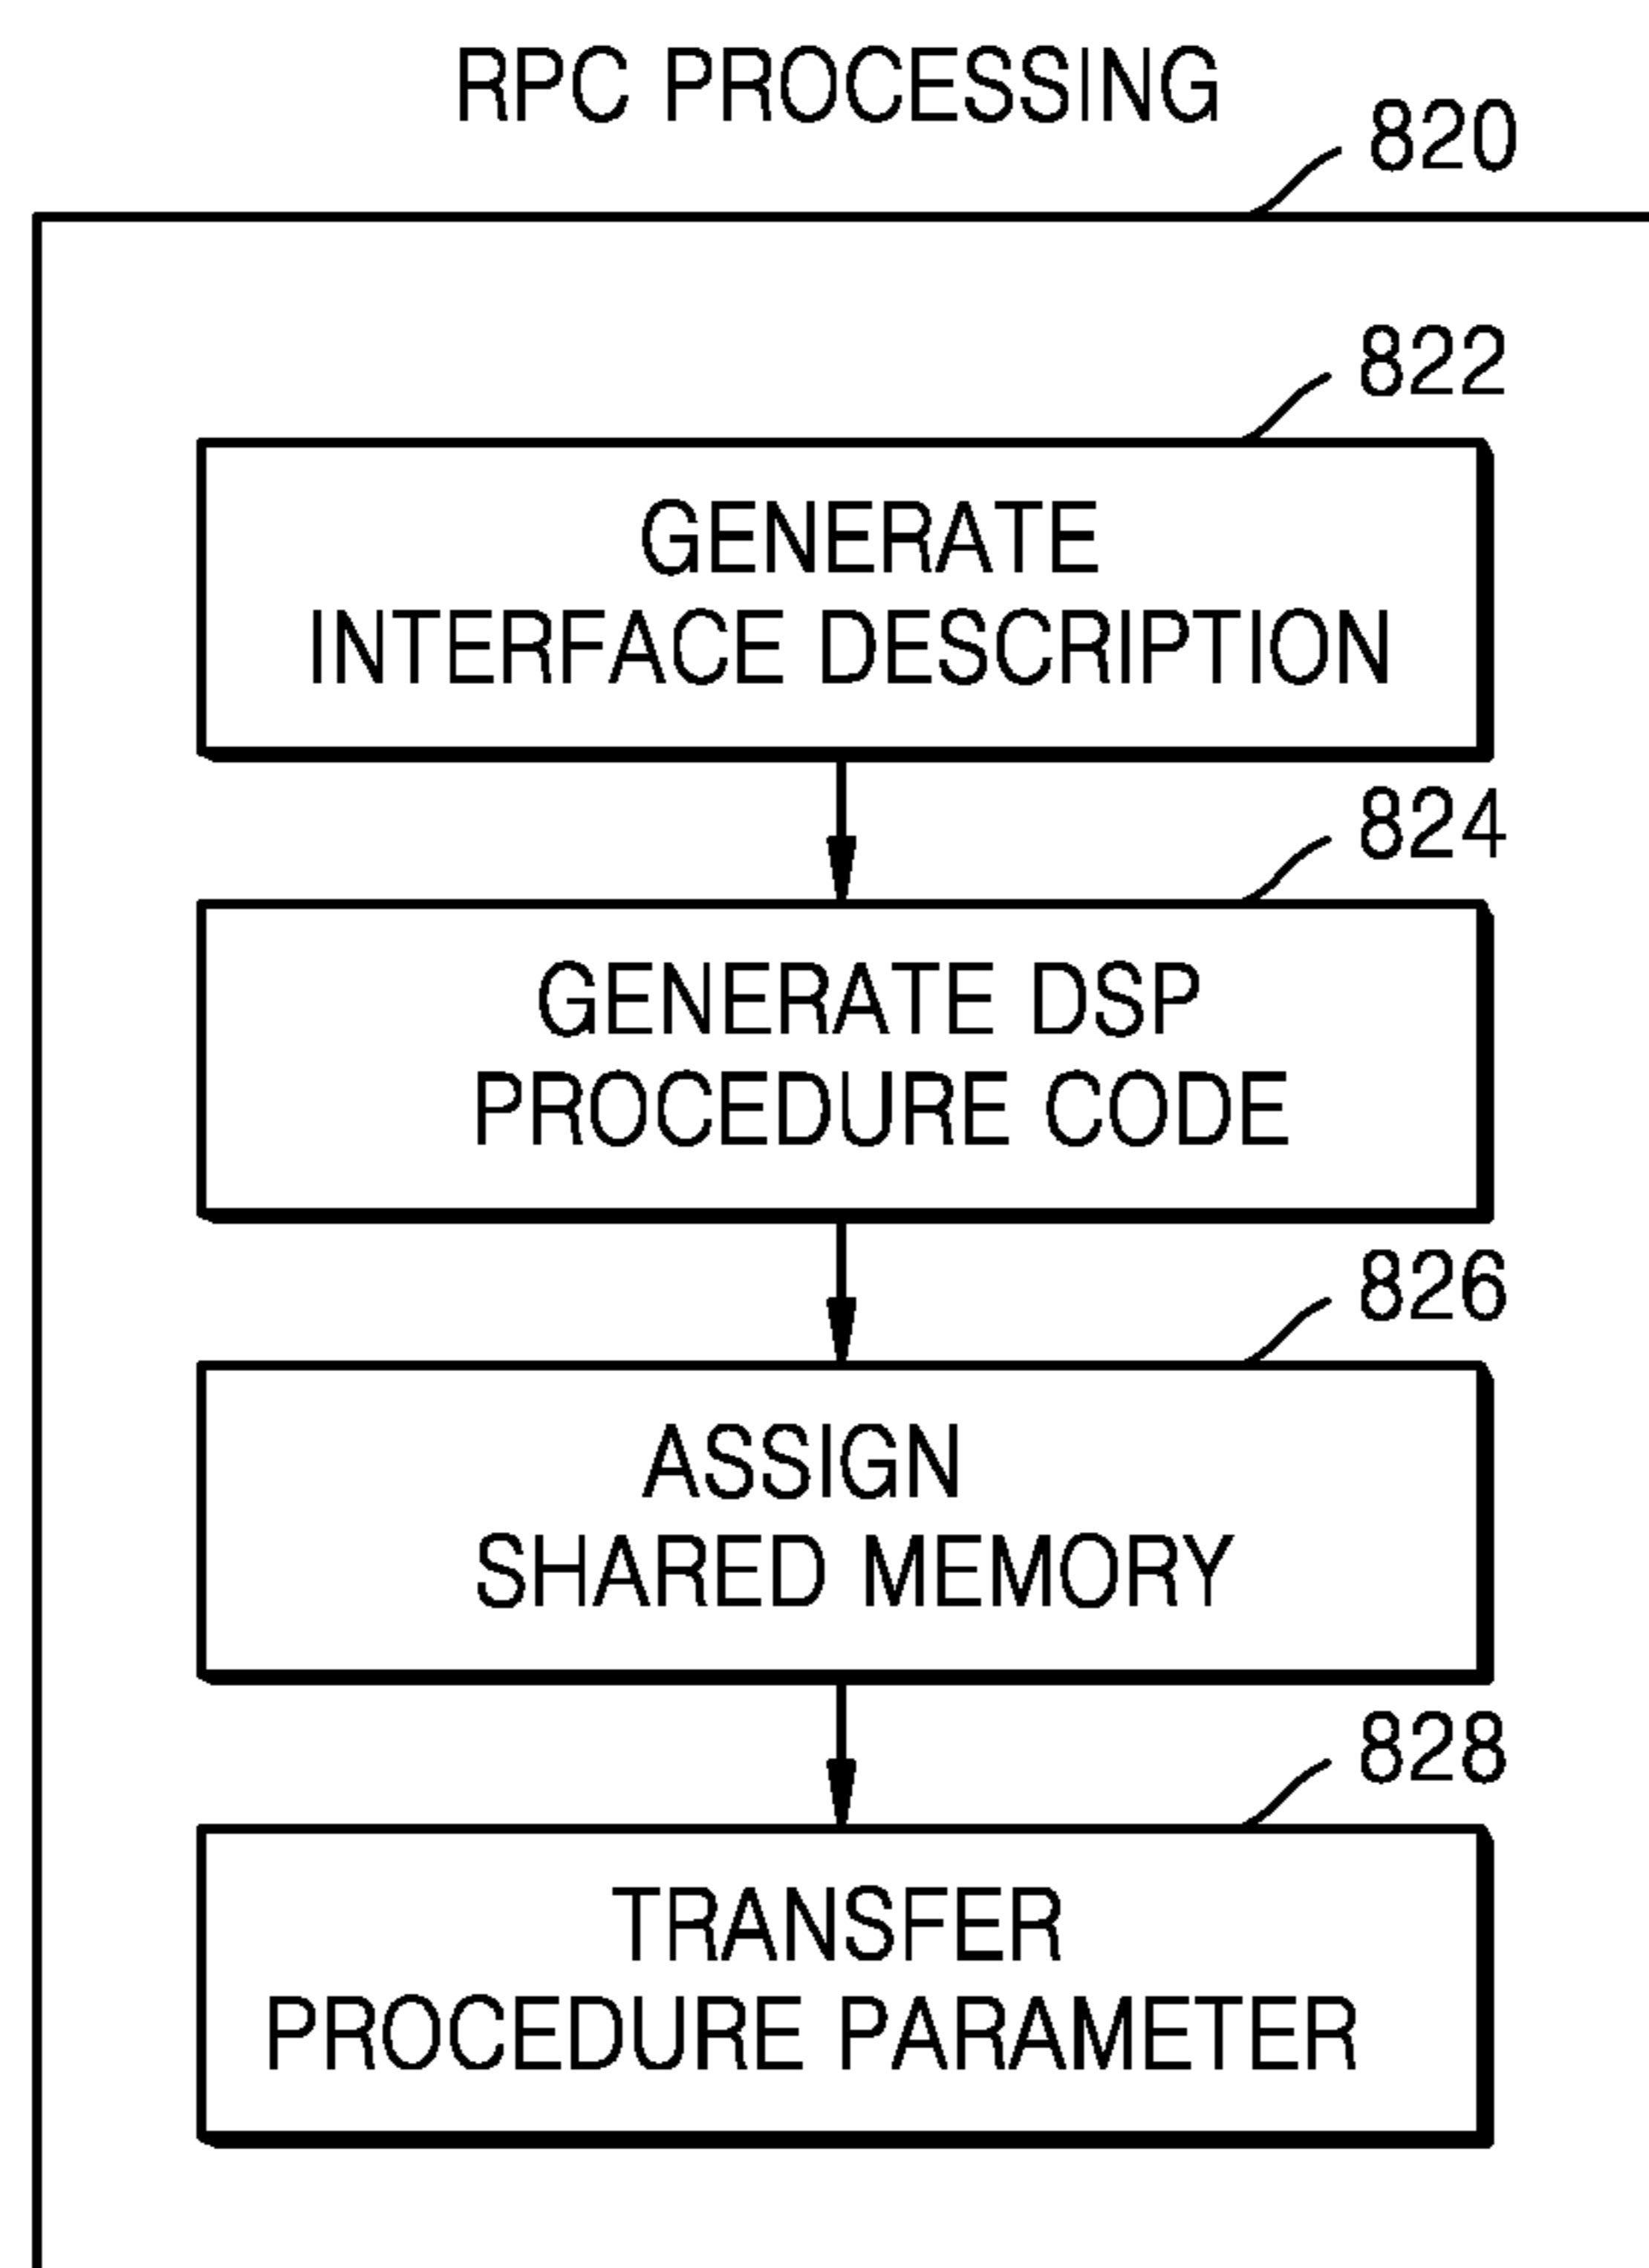 RPC PROCESSING
820
822
GENERATE
INTERFACE DESCRIPTION
824
GENERATE DSP
PROCEDURE CODE
826
ASSIGN
SHARED MEMORY
828
TRANSFER
PROCEDURE PARAMETER